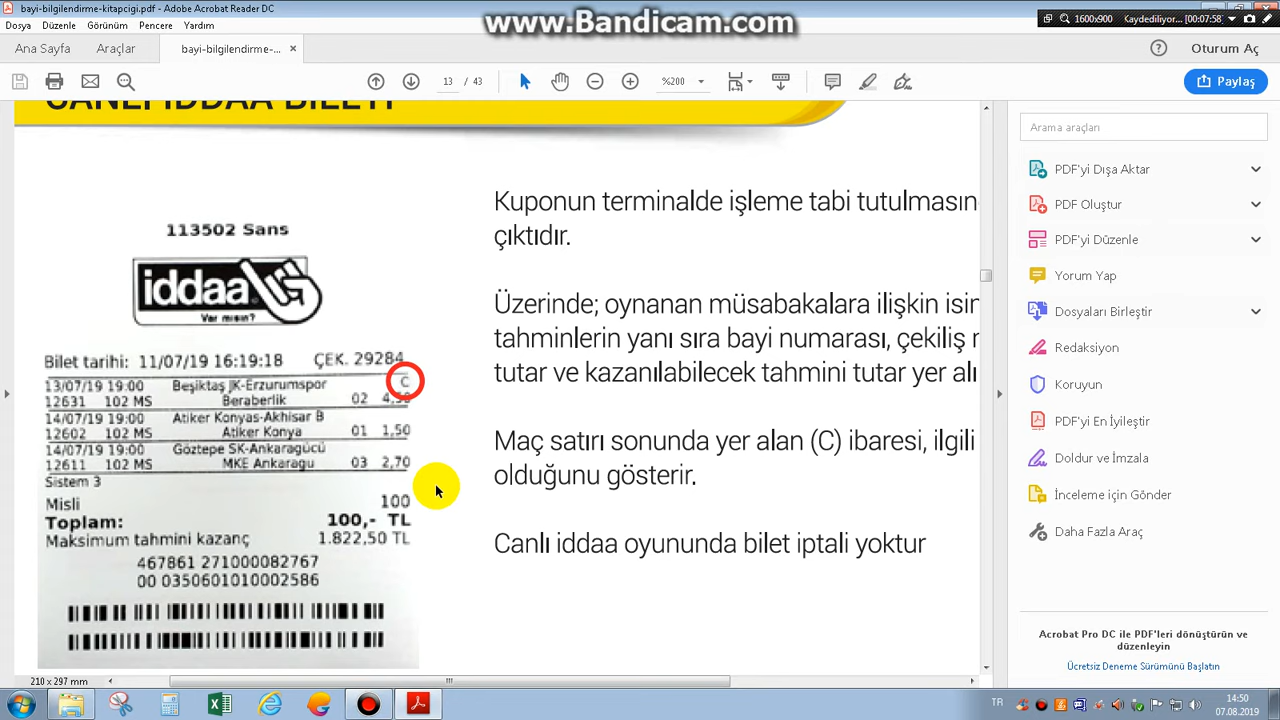 bayi-bilgilendirme-kitapcigi.pdf - Adobe Acrobat Reader DC
www.Bandicam.com
1600x900
Kaydediliyor... [00:07:58]
Dosya Düzenle Görünüm Pencere Yardım
Ana Sayfa Araçlar bayi-bilgilendirme-... × Oturum Aç
13 / 43 %200 Paylaş
CANLI İDDAA BİLETİ
Arama araçları
PDF'yi Dışa Aktar
PDF Oluştur
PDF'yi Düzenle
Yorum Yap
Dosyaları Birleştir
Redaksiyon
Koruyun
PDF'yi En İyileştir
Doldur ve İmzala
İnceleme için Gönder
Daha Fazla Araç
Acrobat Pro DC ile PDF'leri dönüştürün ve
düzenleyin
Ücretsiz Deneme Sürümünü Başlatın
113502 Sans
iddaa
Var mısın?
Bilet tarihi: 11/07/19 16:19:18 ÇEK. 29284
13/07/19 19:00 Beşiktaş JK-Erzurumspor C
12631 102 MS Beraberlik 02 4,50
14/07/19 19:00 Atiker Konyas-Akhisar B
12602 102 MS Atiker Konya 01 1,50
14/07/19 19:00 Göztepe SK-Ankaragücü
12611 102 MS MKE Ankaragu 03 2,70
Sistem 3
Misli 100
Toplam: 100,- TL
Maksimum tahmini kazanç 1.822,50 TL
467861 271000082767
00 0350601010002586
Kuponun terminalde işleme tabi tutulmasın
çıktıdır.
Üzerinde; oynanan müsabakalara ilişkin isin
tahminlerin yanı sıra bayi numarası, çekiliş
tutar ve kazanılabilecek tahmini tutar yer alı
Maç satırı sonunda yer alan (C) ibaresi, ilgili
olduğunu gösterir.
Canlı iddaa oyununda bilet iptali yoktur
210 x 297 mm
TR
14:50
07.08.2019